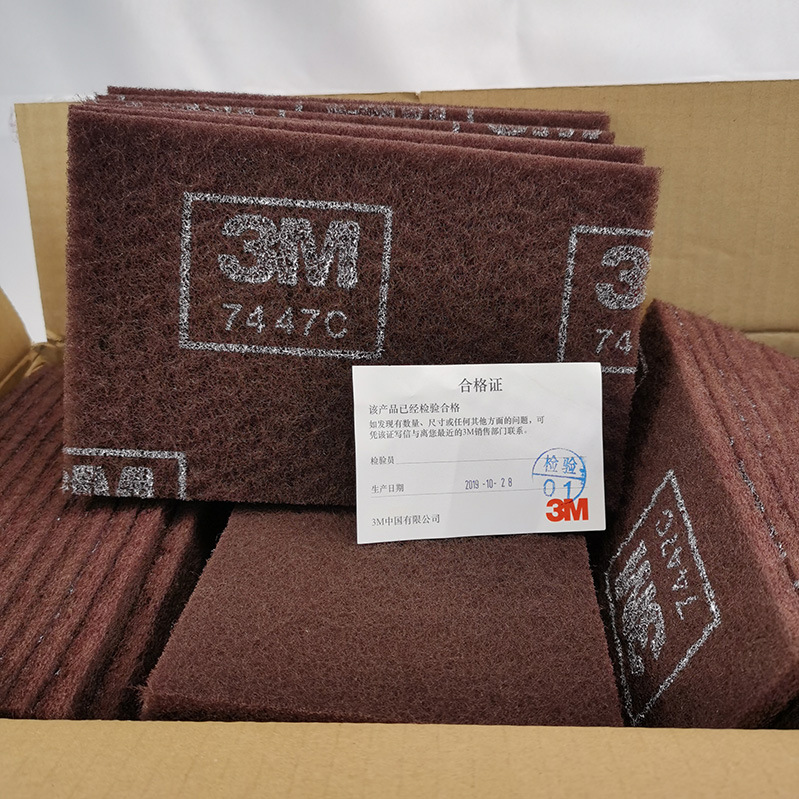 3M
7447C
3
74
3M
合格证
该产品已经检验合格
如发现有数量、尺寸或任何其他方面的问题，可
凭该证写信与离您最近的3M销售部门联系.
检验员
检验
01
生产日期 2019-10-28
3M
3M中国有限公司
3M
7447C